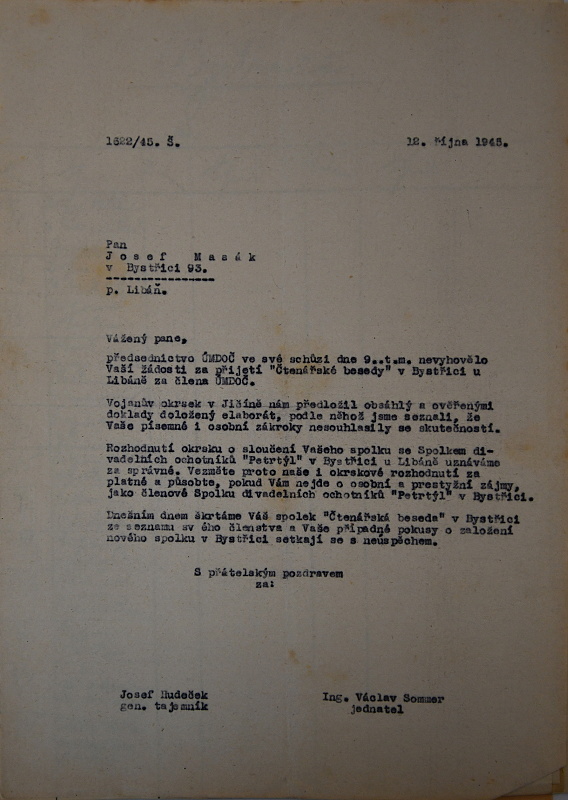 1622/45. Š.
12. října 1945.
Pan
Josef Masák
v Bystřici 93.
p. Libáň.
Vážený pane,
předsednictvo ÚMDOČ ve své schůzi dne 9..t.m. nevyhovělo
Vaší žádosti za přijetí "Čtenářské besedy" v Bystřici u
Libáně za člena ÚMDOČ.
Vojanův okrsek v Jičíně nám předložil obsáhlý a ověřenými
doklady doložený elaborát, podle něhož jsme seznali, že
Vaše písemné i osobní zákroky nesouhlasily se skutečností.
Rozhodnutí okrsku o sloučení Vašeho spolku se Spolkem di-
vadelních ochotníků "Petrtýl" v Bystřici u Libáně uznáváme
za správné. Vezměte proto naše i okrskové rozhodnutí za
platné a působte, pokud Vám nejde o osobní a prestyžní zájmy,
jako členové Spolku divadelních ochotníků "Petrtýl" v Bystřici.
Dnešním dnem škrtáme Váš spolek "Čtenářská beseda" v Bystřici
ze seznamu sv ého členstva a Vaše případné pokusy o založení
nového spolku v Bystřici setkají se s neúspěchem.
S přátelským pozdravem
za:
Josef Hudeček
gen. tajemník
Ing. Václav Sommer
jednatel